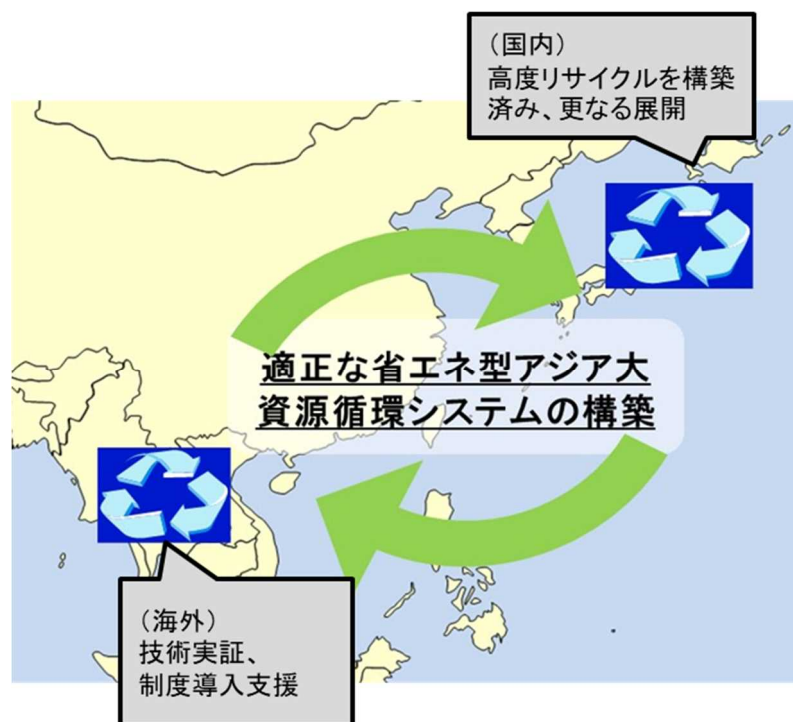 （国内）
高度リサイクルを構築
済み、更なる展開
適正な省エネ型アジア大
資源循環システムの構築
（海外）
技術実証、
制度導入支援